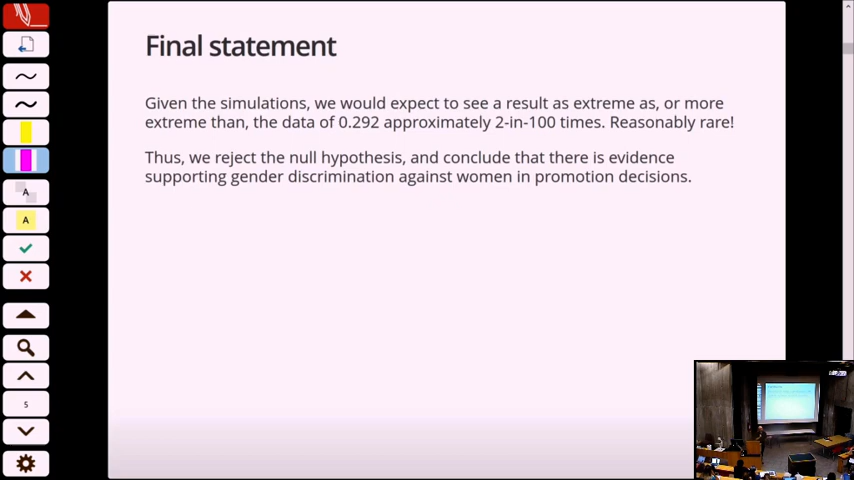 Final statement
Given the simulations, we would expect to see a result as extreme as, or more
extreme than, the data of 0.292 approximately 2-in-100 times. Reasonably rare!
Thus, we reject the null hypothesis, and conclude that there is evidence
supporting gender discrimination against women in promotion decisions.
A
A
5